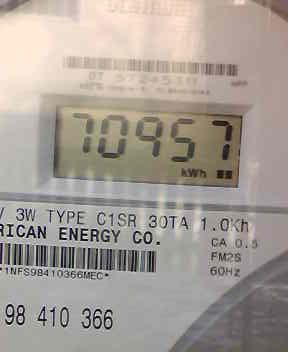 70957
kWh
/ 3W TYPE C1SR 30TA 1.0Kh
RICAN ENERGY CO.
CA 0.5
FM2S
60Hz
*1NFS98410366MEC*
98 410 366